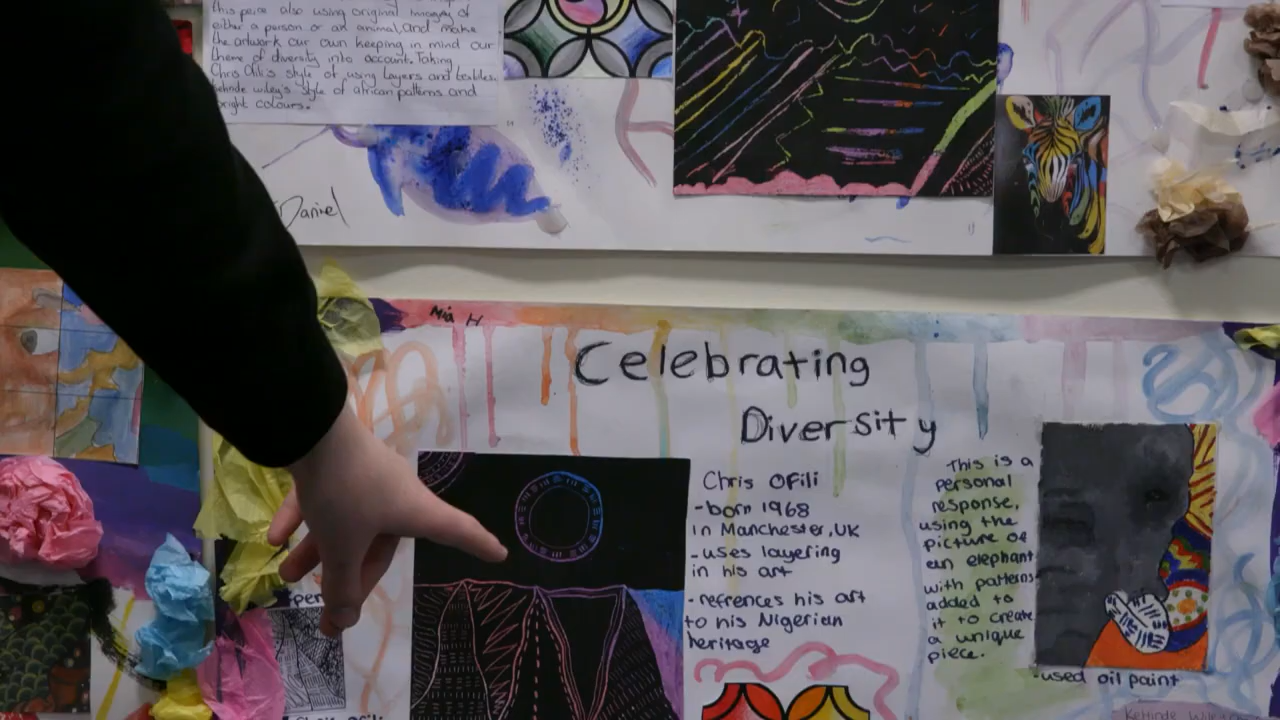 this peice also using original images of
either a person or an animal, and make
the artwork our own keeping in mind our
theme of diversity into account. Taking
Chris Ofili's style of using layers and textiles,
kehinde wiley's style of african patterns and
bright colours.
Daniel
Mia H
Celebrating
Diversity
Chris OFili
- born 1968
in Manchester, UK
- uses layering
in his art
- refrences his art
to his Nigerian
heritage
This is a
personal
response,
using the
picture of
an elephant
with patterns
added to
it to create
a unique
piece.
- used oil paint
Kehinde